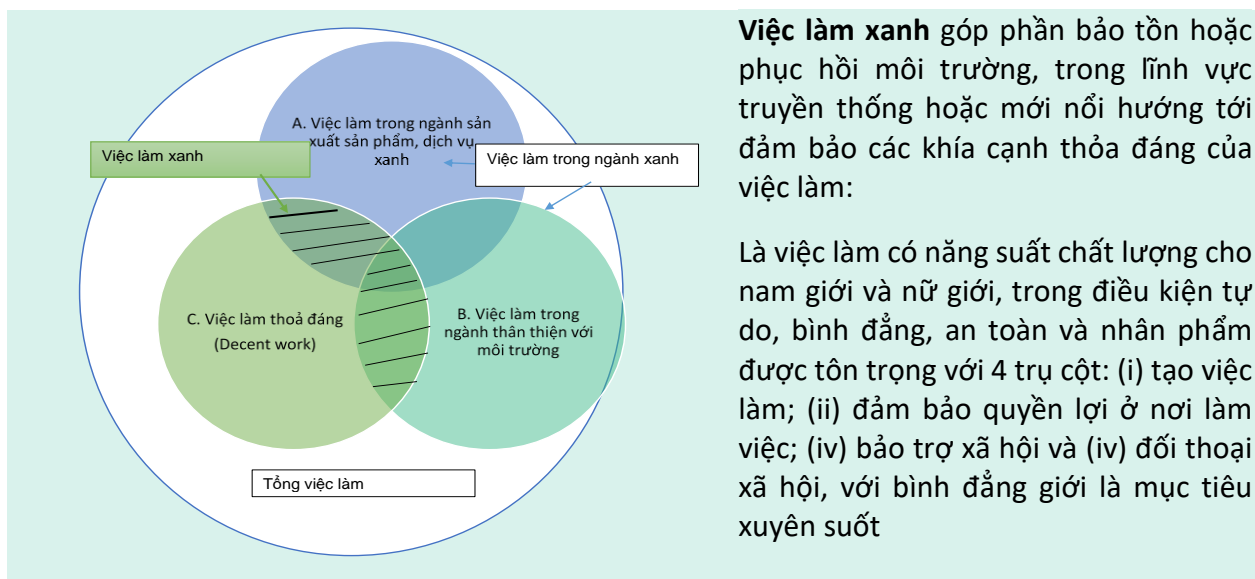 A. Việc làm trong ngành sản
xuất sản phẩm, dịch vụ
xanh
Việc làm xanh
Việc làm trong ngành xanh
C. Việc làm thoả đáng
(Decent work)
B. Việc làm trong
ngành thân thiện với
môi trường
Tổng việc làm
Việc làm xanh góp phần bảo tồn hoặc
phục hồi môi trường, trong lĩnh vực
truyền thống hoặc mới nổi hướng tới
đảm bảo các khía cạnh thỏa đáng của
việc làm:
Là việc làm có năng suất chất lượng cho
nam giới và nữ giới, trong điều kiện tự
do, bình đẳng, an toàn và nhân phẩm
được tôn trọng với 4 trụ cột: (i) tạo việc
làm; (ii) đảm bảo quyền lợi ở nơi làm
việc; (iv) bảo trợ xã hội và (iv) đối thoại
xã hội, với bình đẳng giới là mục tiêu
xuyên suốt